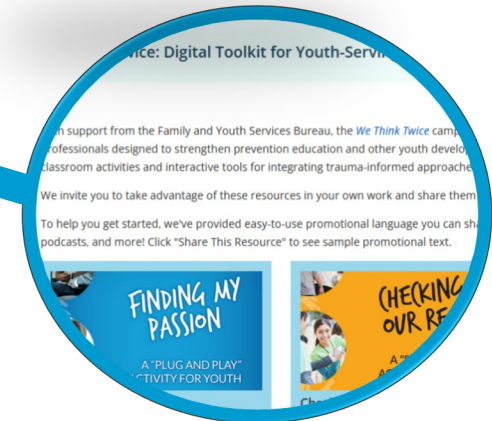 ice: Digital Toolkit for Youth-Servi
support from the Family and Youth Services Bureau, the We Think Twice camp
rofessionals designed to strengthen prevention education and other youth develo
classroom activities and interactive tools for integrating trauma-informed approache
We invite you to take advantage of these resources in your own work and share them
To help you get started, we've provided easy-to-use promotional language you can sha
podcasts, and more! Click "Share This Resource" to see sample promotional text.
FINDING MY
PASSION
A "PLUG AND PLAY"
ACTIVITY FOR YOUTH
CHECKING
OUR RE
A "P